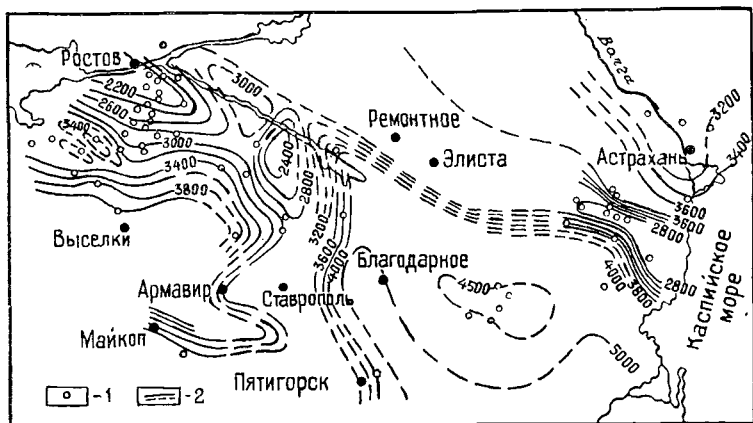 Ростов
2200
2600
3400
3000
3400
3800
3000
2400
2800
3200
3600
4000
Ремонтное
Элиста
Волга
3200
Астрахань
3400
3600
3600
2800
4000
3800
2800
Каспийское
море
Выселки
Армавир
Ставрополь
Благодарное
4500
5000
Майкоп
Пятигорск
-1
-2